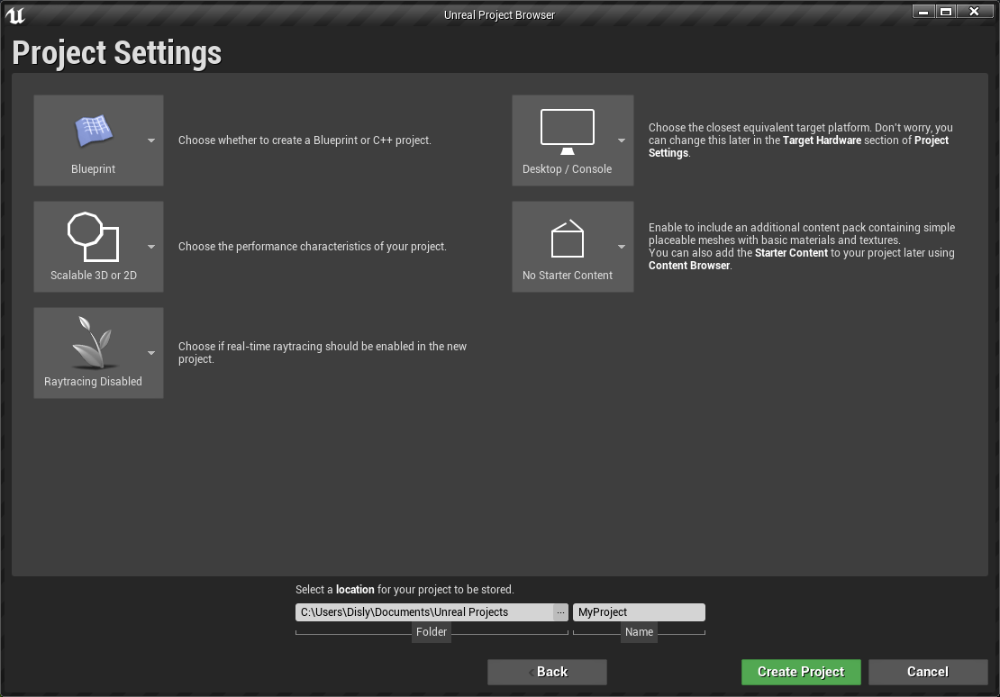 Unreal Project Browser
Project Settings
Blueprint
Choose whether to create a Blueprint or C++ project.
Desktop / Console
Choose the closest equivalent target platform. Don't worry, you
can change this later in the Target Hardware section of Project
Settings.
Scalable 3D or 2D
Choose the performance characteristics of your project.
No Starter Content
Enable to include an additional content pack containing simple
placeable meshes with basic materials and textures.
You can also add the Starter Content to your project later using
Content Browser.
Raytracing Disabled
Choose if real-time raytracing should be enabled in the new
project.
Select a location for your project to be stored.
C:\Users\Disly\Documents\Unreal Projects ...
MyProject
Folder
Name
< Back
Create Project
Cancel